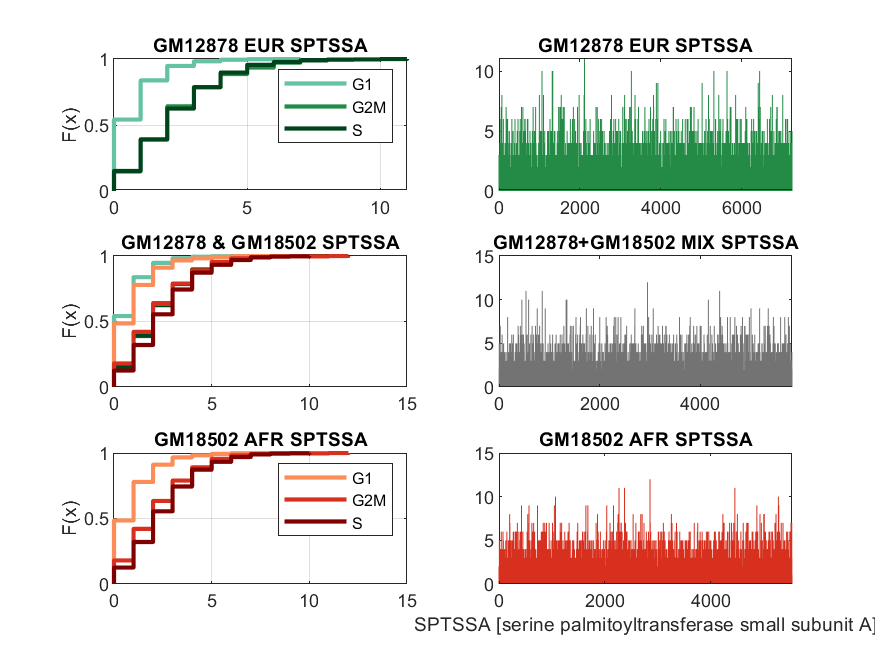 GM12878 EUR SPTSSA
F(x)
1
0.5
0
0
5
10
G1
G2M
S
GM12878 EUR SPTSSA
10
5
0
0
2000
4000
6000
GM12878 & GM18502 SPTSSA
F(x)
1
0.5
0
0
5
10
15
GM12878+GM18502 MIX SPTSSA
15
10
5
0
0
2000
4000
GM18502 AFR SPTSSA
F(x)
1
0.5
0
0
5
10
15
G1
G2M
S
GM18502 AFR SPTSSA
15
10
5
0
0
2000
4000
SPTSSA [serine palmitoyltransferase small subunit A]